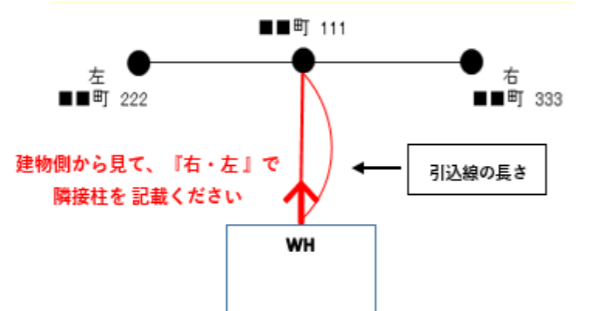 ■■町 111
左
■■町 222
右
■■町 333
建物側から見て、『右・左』で
隣接柱を 記載ください
引込線の長さ
WH